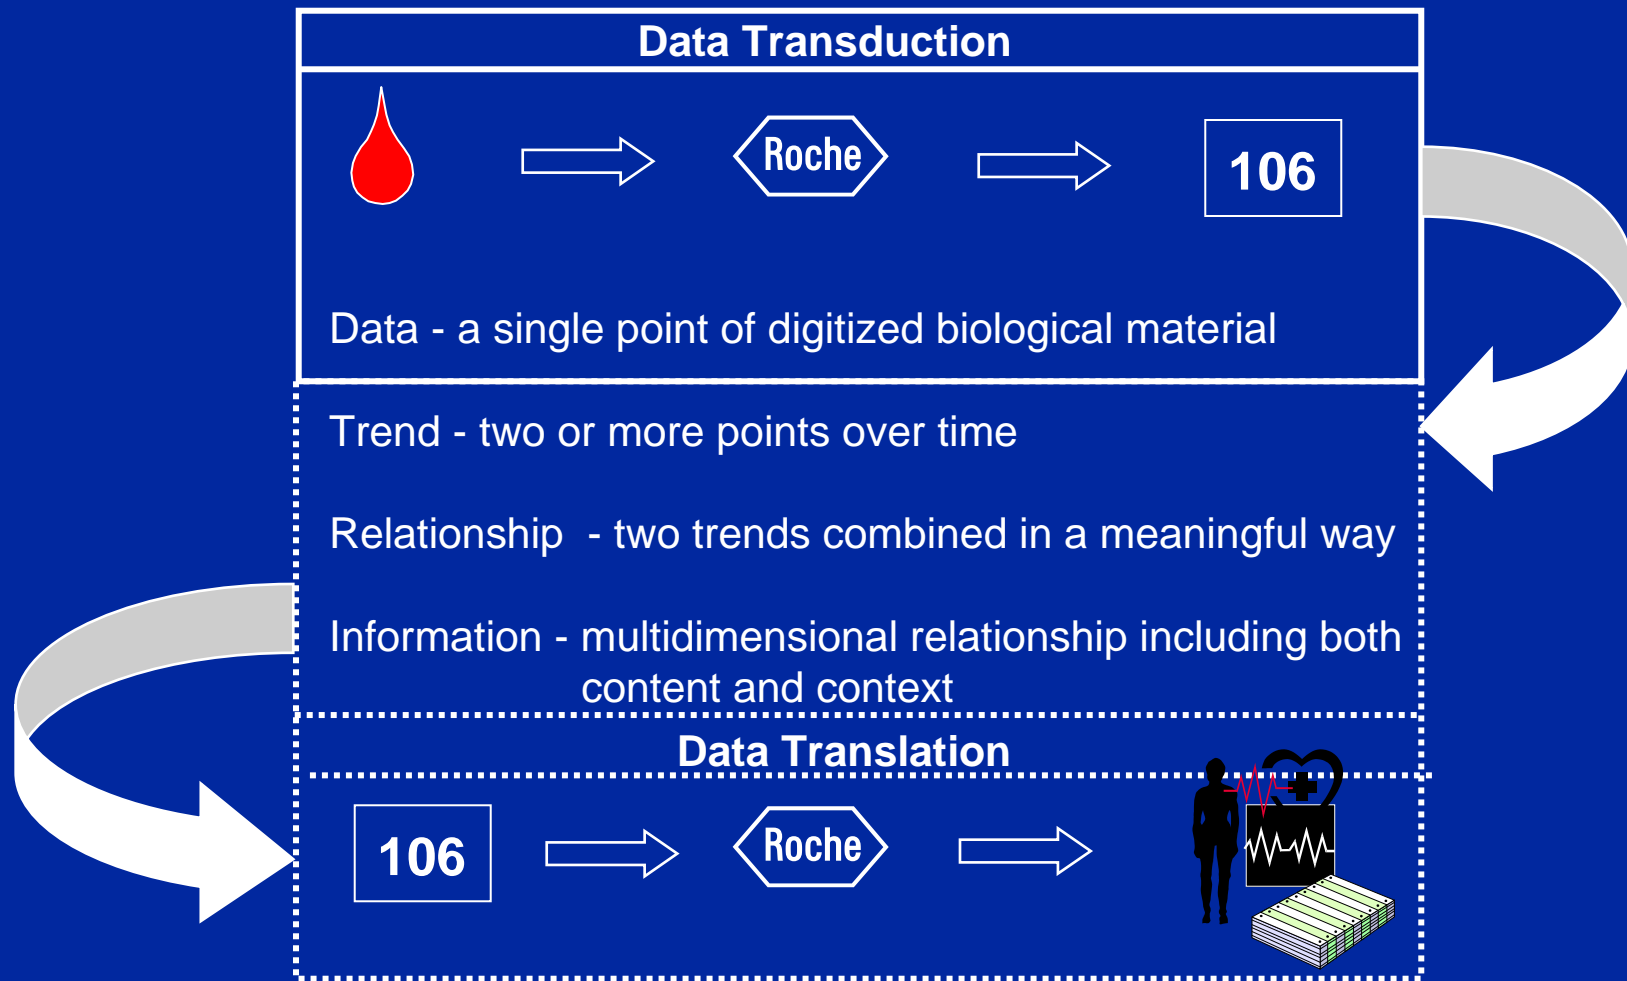 Data Transduction
Roche
106
Data - a single point of digitized biological material
Trend - two or more points over time
Relationship  - two trends combined in a meaningful way
Information - multidimensional relationship including both
content and context
Data Translation
106
Roche